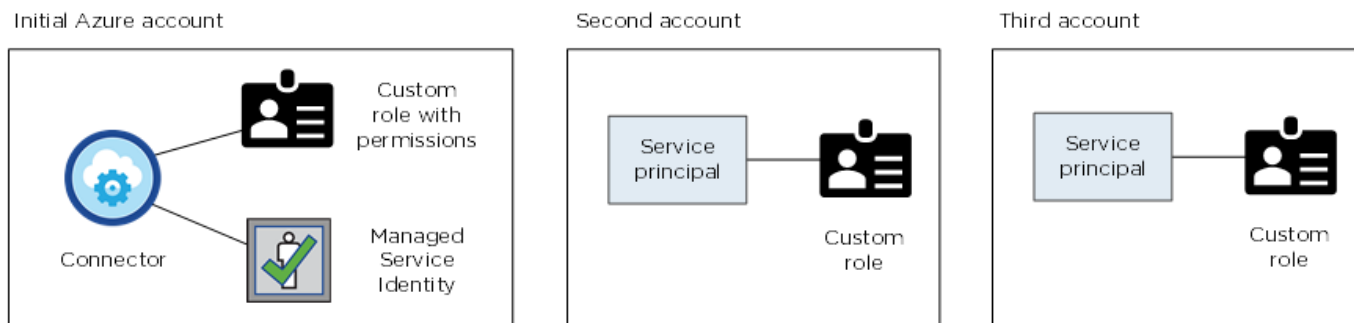 Initial Azure account
Custom
role with
permissions
Connector
Managed
Service
Identity
Second account
Service
principal
Custom
role
Third account
Service
principal
Custom
role